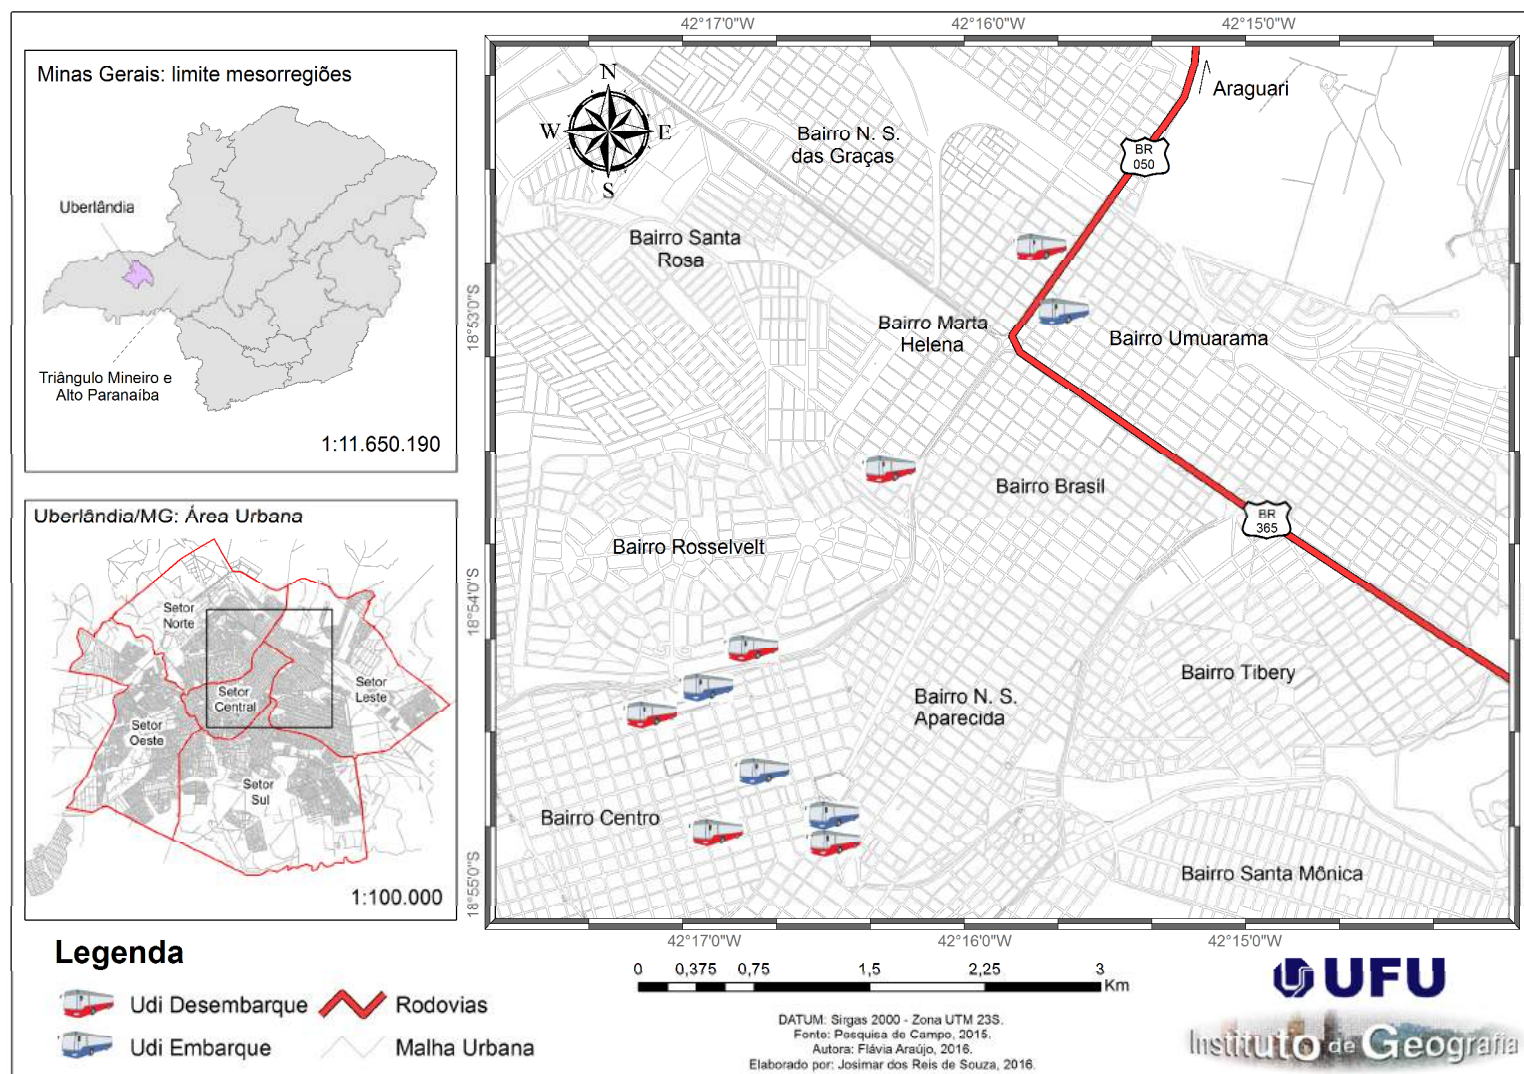 42°17'0"W
42°16'0"W
42°15'0"W
Minas Gerais: limite mesorregiões
Uberlândia
Triângulo Mineiro e
Alto Paranaíba
1:11.650.190
Uberlândia/MG: Área Urbana
Setor
Norte
Setor
Central
Setor
Leste
Setor
Oeste
Setor
Sul
1:100.000
N
W
E
S
Araguari
BR
050
Bairro N. S.
das Graças
Bairro Santa
Rosa
Bairro Marta
Helena
Bairro Umuarama
Bairro Brasil
BR
365
Bairro Rosselvelt
Bairro Tibery
Bairro N. S.
Aparecida
Bairro Centro
Bairro Santa Mônica
18°53'0"S
18°54'0"S
18°55'0"S
42°17'0"W
42°16'0"W
42°15'0"W
Legenda
Udi Desembarque
Rodovias
Udi Embarque
Malha Urbana
0
0,375
0,75
1,5
2,25
3
Km
DATUM: Sirgas 2000 - Zona UTM 23S.
Fonte: Pesquisa de Campo, 2015.
Autora: Flávia Araújo, 2016.
Elaborado por: Josimar dos Reis de Souza, 2016.
UFU
Instituto de Geografia